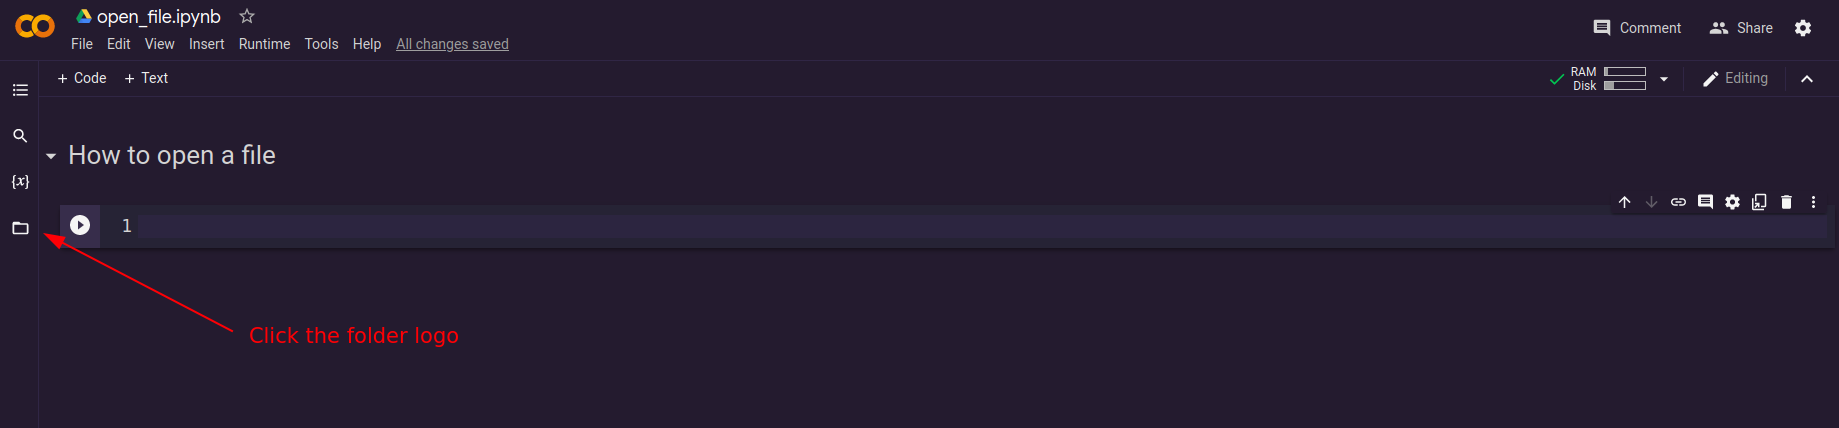 open_file.ipynb
File Edit View Insert Runtime Tools Help All changes saved
Comment Share
+ Code + Text
RAM
Disk
Editing
{x}
How to open a file
1
Click the folder logo